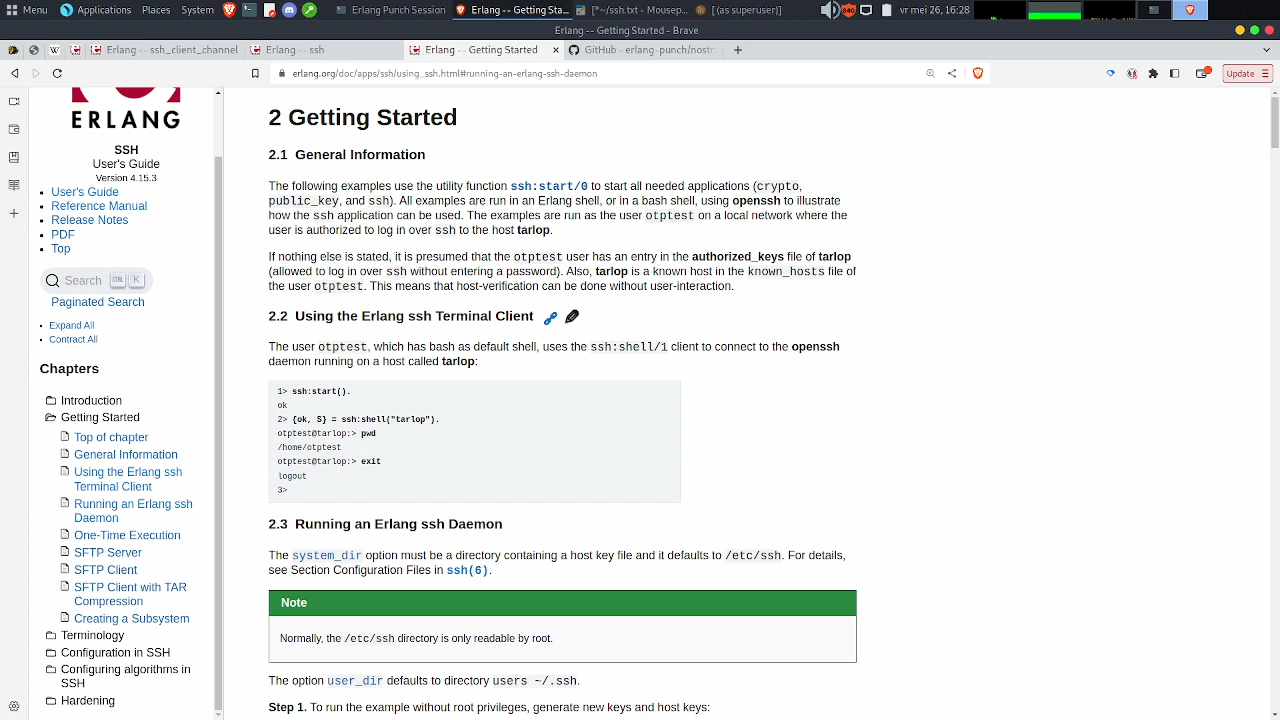 Menu
Applications
Places
System
Erlang Punch Session
Erlang -- Getting Sta...
[*~/ssh.txt - Mousep...
[(as superuser)]
840
vr mei 26, 16:28
Erlang -- Getting Started - Brave
Erlang -- ssh_client_channel
Erlang -- ssh
Erlang -- Getting Started
GitHub - erlang-punch/nostr
erlang.org/doc/apps/ssh/using_ssh.html#running-an-erlang-ssh-daemon
Update
ERLANG
SSH
User's Guide
Version 4.15.3
User's Guide
Reference Manual
Release Notes
PDF
Top
Search CTRL K
Paginated Search
Expand All
Contract All
Chapters
Introduction
Getting Started
Top of chapter
General Information
Using the Erlang ssh
Terminal Client
Running an Erlang ssh
Daemon
One-Time Execution
SFTP Server
SFTP Client
SFTP Client with TAR
Compression
Creating a Subsystem
Terminology
Configuration in SSH
Configuring algorithms in
SSH
Hardening
2 Getting Started
2.1 General Information
The following examples use the utility function ssh:start/0 to start all needed applications (crypto,
public_key, and ssh). All examples are run in an Erlang shell, or in a bash shell, using openssh to illustrate
how the ssh application can be used. The examples are run as the user otptest on a local network where the
user is authorized to log in over ssh to the host tarlop.
If nothing else is stated, it is presumed that the otptest user has an entry in the authorized_keys file of tarlop
(allowed to log in over ssh without entering a password). Also, tarlop is a known host in the known_hosts file of
the user otptest. This means that host-verification can be done without user-interaction.
2.2 Using the Erlang ssh Terminal Client
The user otptest, which has bash as default shell, uses the ssh:shell/1 client to connect to the openssh
daemon running on a host called tarlop:
1> ssh:start().
ok
2> {ok, S} = ssh:shell("tarlop").
otptest@tarlop:> pwd
/home/otptest
otptest@tarlop:> exit
logout
3>
2.3 Running an Erlang ssh Daemon
The system_dir option must be a directory containing a host key file and it defaults to /etc/ssh. For details,
see Section Configuration Files in ssh(6).
Note
Normally, the /etc/ssh directory is only readable by root.
The option user_dir defaults to directory users ~/.ssh.
Step 1. To run the example without root privileges, generate new keys and host keys: